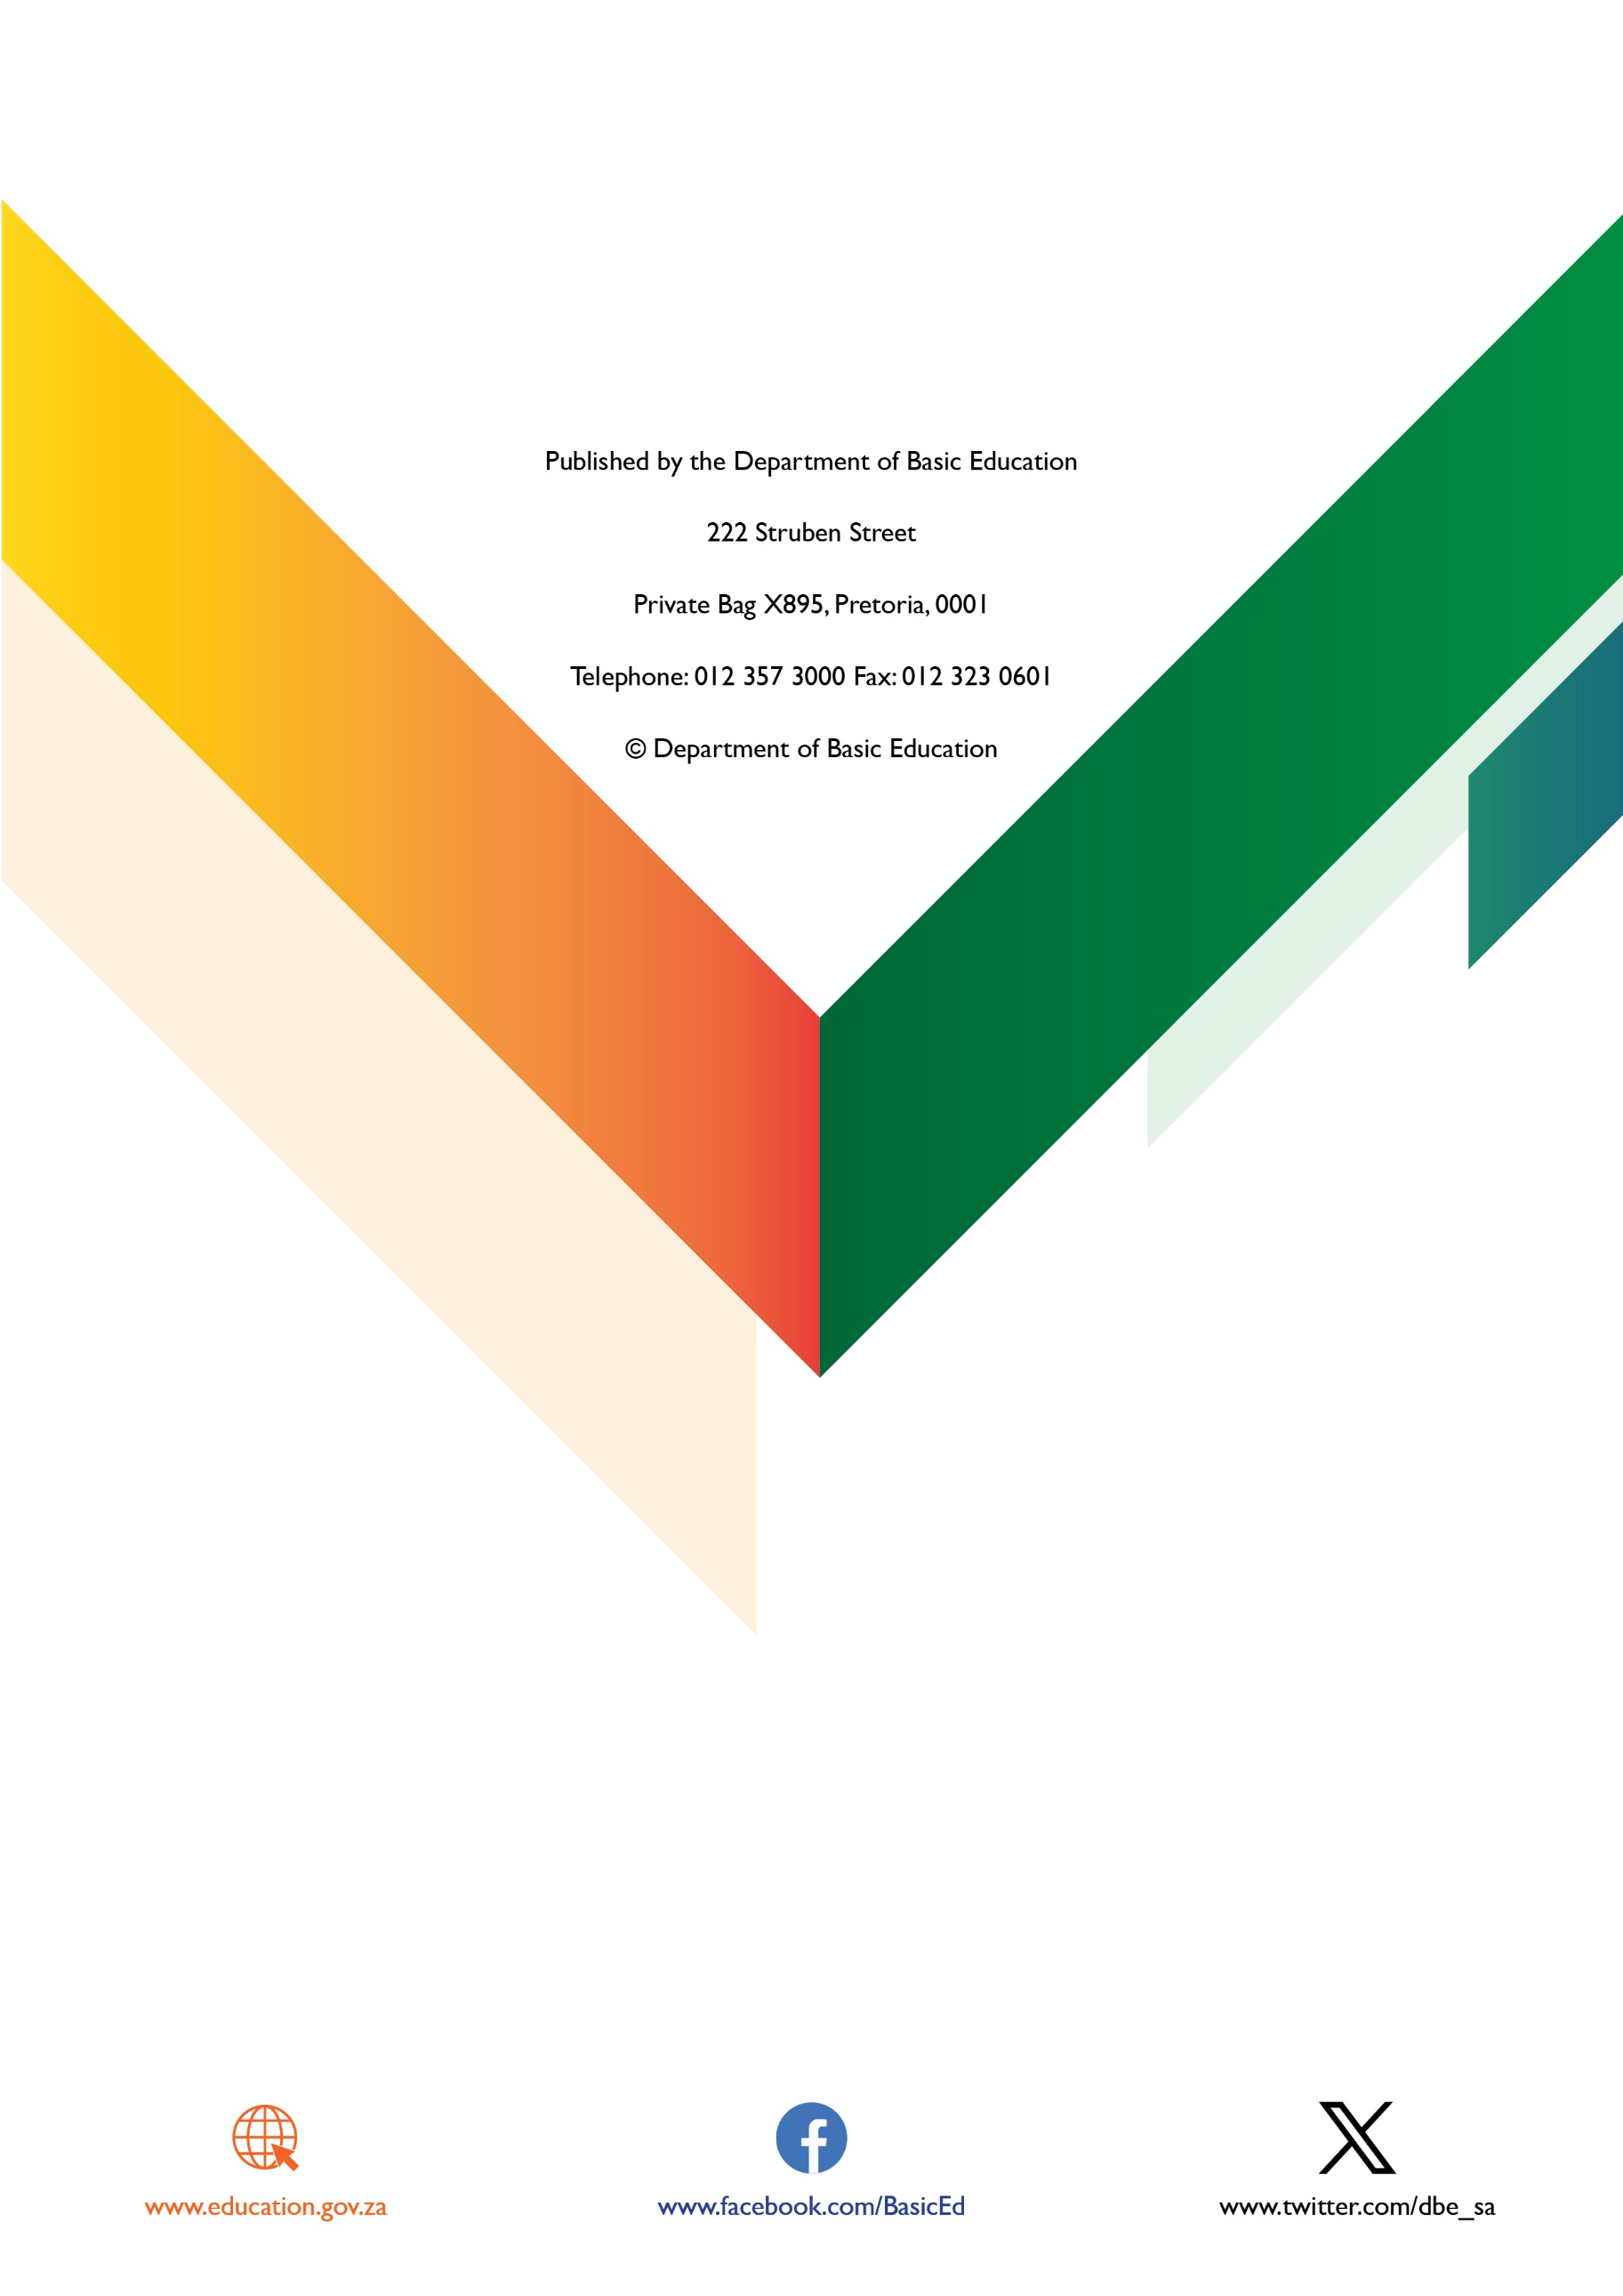 Published by the Department of Basic Education
222 Struben Street
Private Bag X895, Pretoria, 0001
Telephone: 012 357 3000 Fax: 012 323 0601
© Department of Basic Education
www.education.gov.za
www.facebook.com/BasicEd
www.twitter.com/dbe_sa